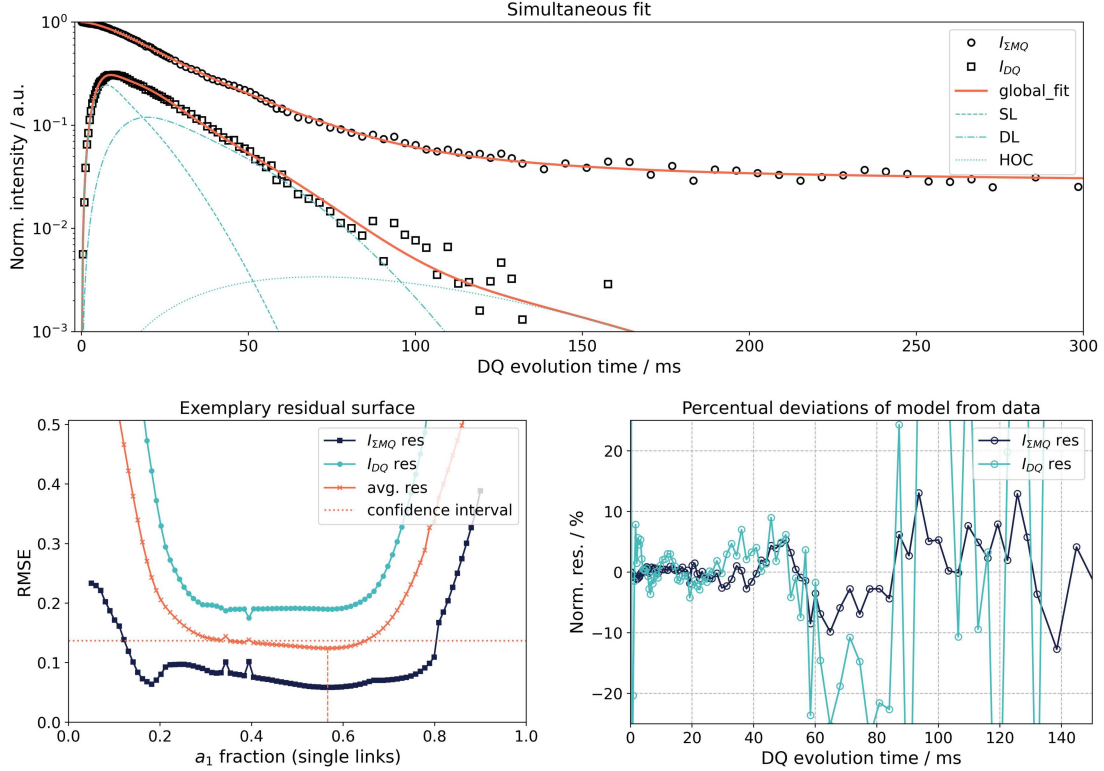 Simultaneous fit
Norm. intensity / a.u.
10⁰
10⁻¹
10⁻²
10⁻³
I_ΣMQ
I_DQ
global_fit
SL
DL
HOC
0 50 100 150 200 250 300
DQ evolution time / ms
Exemplary residual surface
RMSE
0.5
0.4
0.3
0.2
0.1
0.0
I_ΣMQ res
I_DQ res
avg. res
confidence interval
0.0 0.2 0.4 0.6 0.8 1.0
a₁ fraction (single links)
Percentual deviations of model from data
Norm. res. / %
20
10
0
−10
−20
I_ΣMQ res
I_DQ res
0 20 40 60 80 100 120 140
DQ evolution time / ms